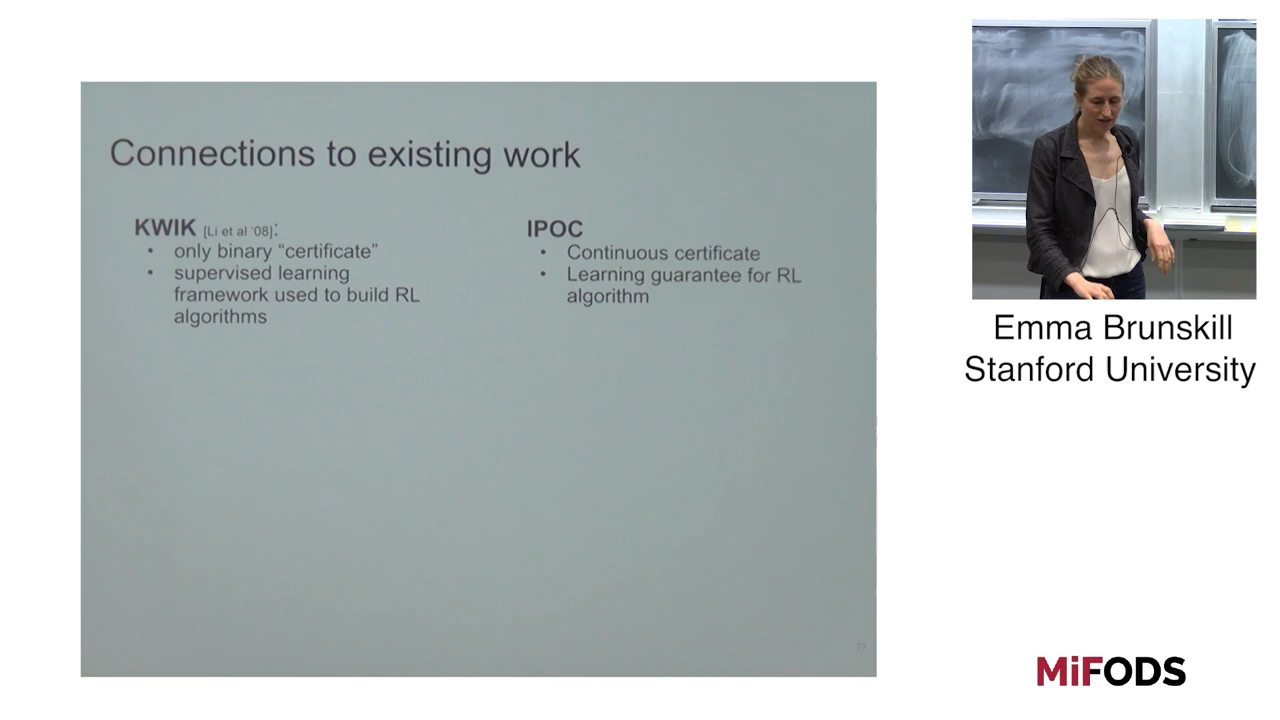 Connections to existing work
KWIK [Li et al '08]:
• only binary “certificate”
• supervised learning
framework used to build RL
algorithms
IPOC
• Continuous certificate
• Learning guarantee for RL
algorithm
77
Emma Brunskill
Stanford University
MiFODS